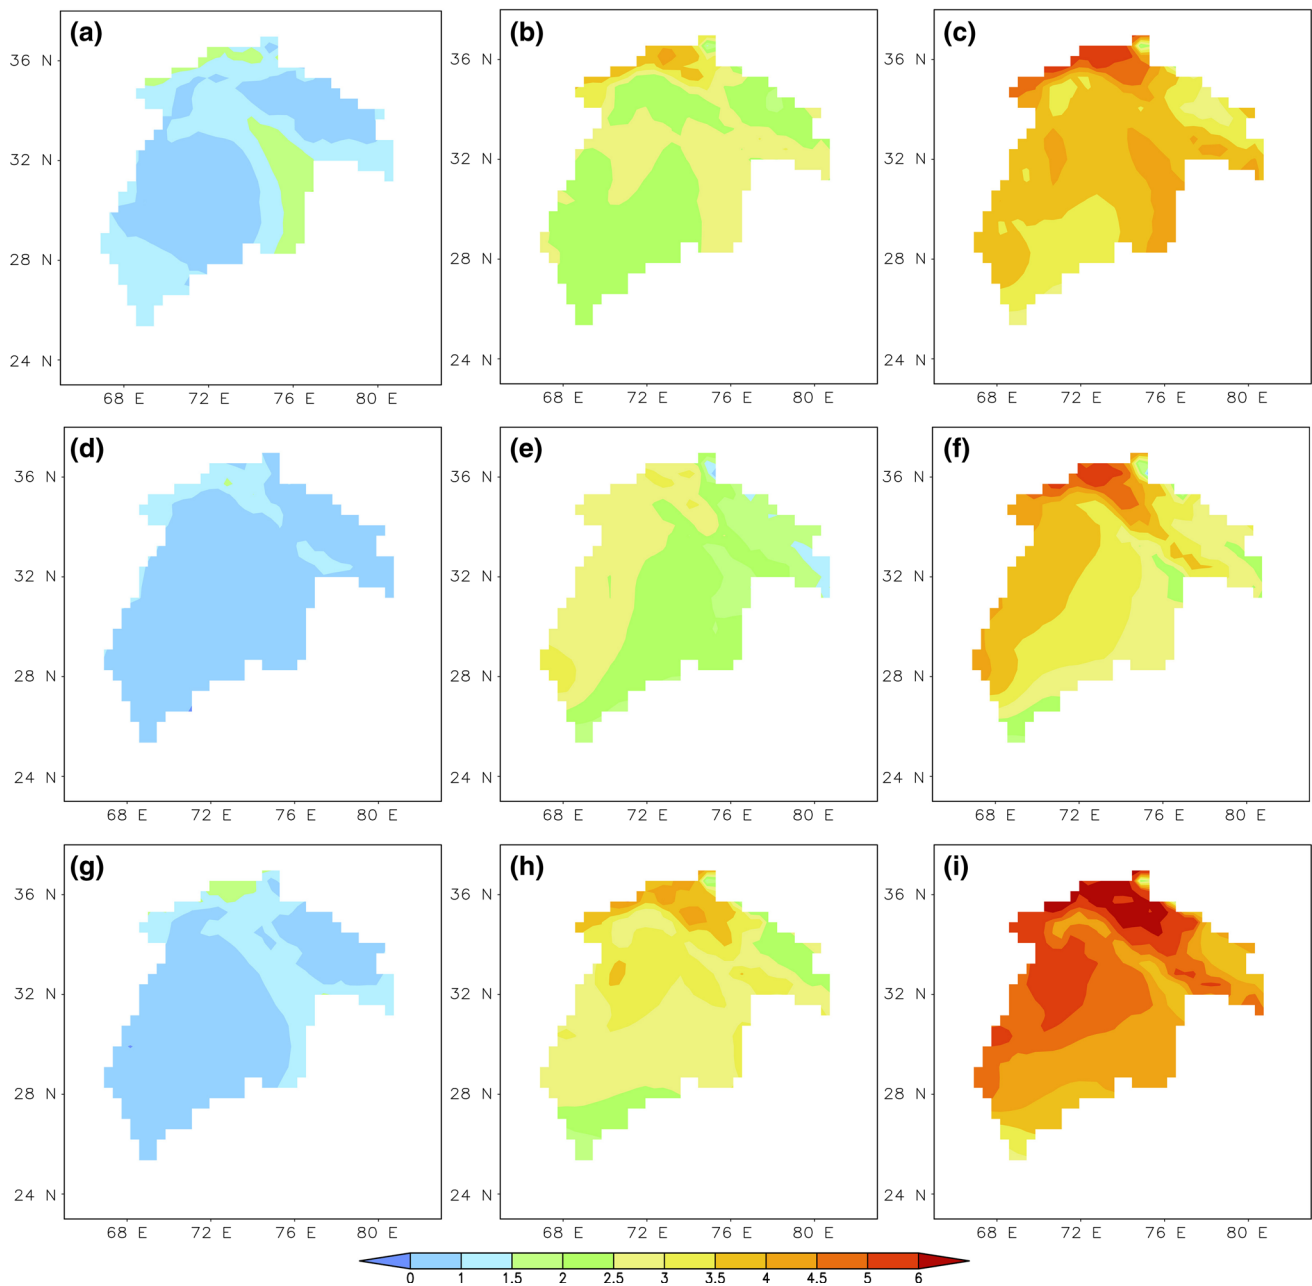 (a) (b) (c)
36 N 36 N 36 N
32 N 32 N 32 N
28 N 28 N 28 N
24 N 24 N 24 N
68 E 72 E 76 E 80 E 68 E 72 E 76 E 80 E 68 E 72 E 76 E 80 E
(d) (e) (f)
36 N 36 N 36 N
32 N 32 N 32 N
28 N 28 N 28 N
24 N 24 N 24 N
68 E 72 E 76 E 80 E 68 E 72 E 76 E 80 E 68 E 72 E 76 E 80 E
(g) (h) (i)
36 N 36 N 36 N
32 N 32 N 32 N
28 N 28 N 28 N
24 N 24 N 24 N
68 E 72 E 76 E 80 E 68 E 72 E 76 E 80 E 68 E 72 E 76 E 80 E
0 1 1.5 2 2.5 3 3.5 4 4.5 5 6